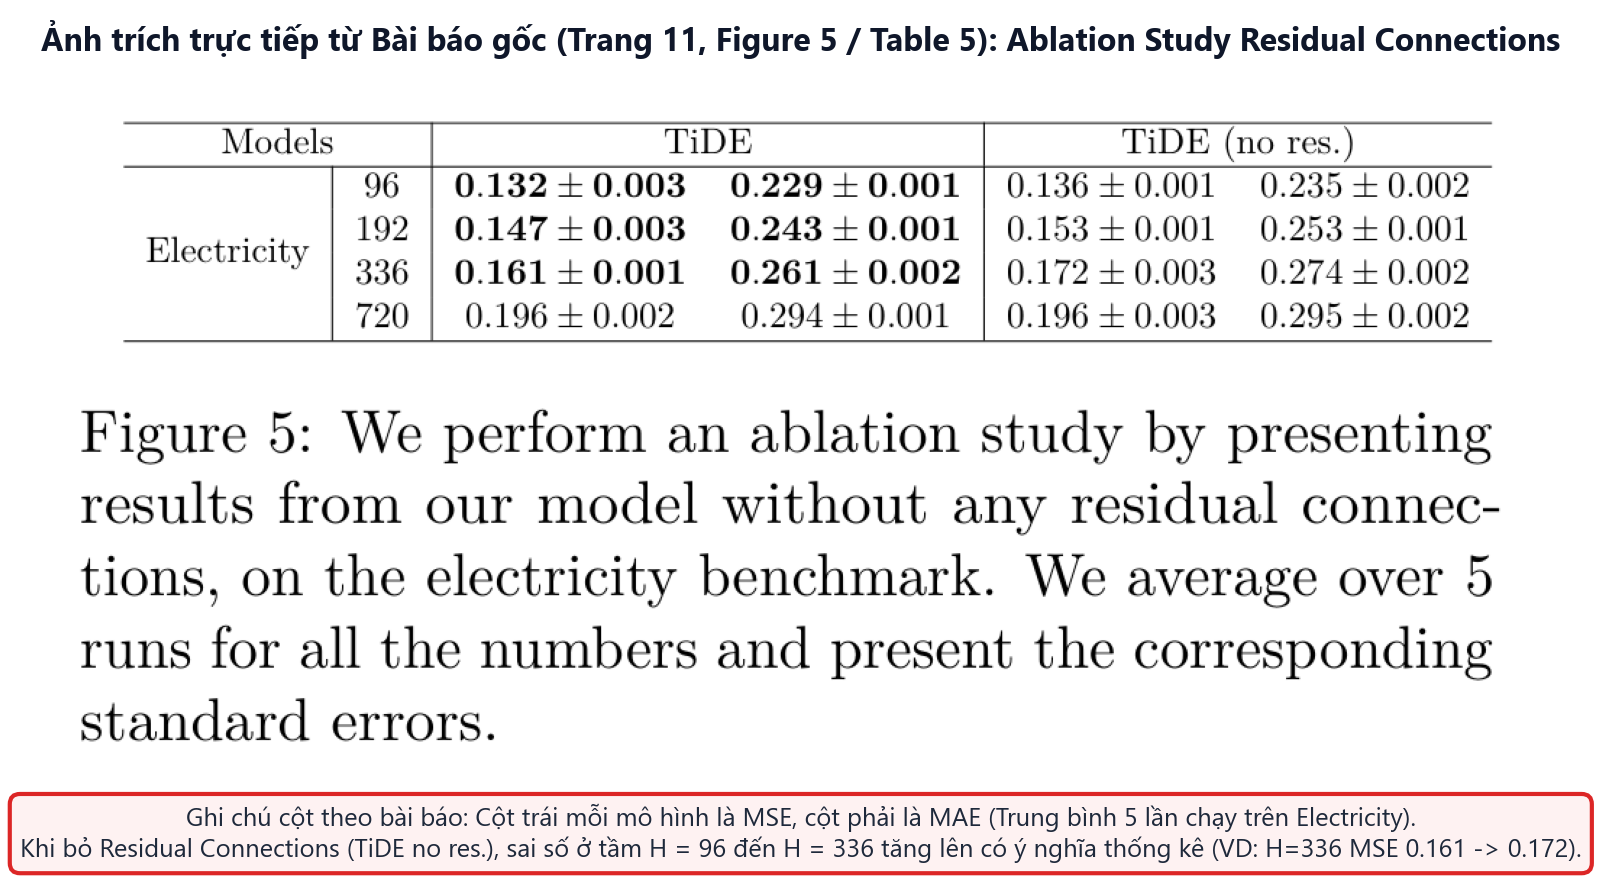 Ảnh trích trực tiếp từ Bài báo gốc (Trang 11, Figure 5 / Table 5): Ablation Study Residual Connections
Models TiDE TiDE (no res.)
Electricity
96 0.132 ± 0.003 0.229 ± 0.001 0.136 ± 0.001 0.235 ± 0.002
192 0.147 ± 0.003 0.243 ± 0.001 0.153 ± 0.001 0.253 ± 0.001
336 0.161 ± 0.001 0.261 ± 0.002 0.172 ± 0.003 0.274 ± 0.002
720 0.196 ± 0.002 0.294 ± 0.001 0.196 ± 0.003 0.295 ± 0.002
Figure 5: We perform an ablation study by presenting
results from our model without any residual connec-
tions, on the electricity benchmark. We average over 5
runs for all the numbers and present the corresponding
standard errors.
Ghi chú cột theo bài báo: Cột trái mỗi mô hình là MSE, cột phải là MAE (Trung bình 5 lần chạy trên Electricity).
Khi bỏ Residual Connections (TiDE no res.), sai số ở tầm H = 96 đến H = 336 tăng lên có ý nghĩa thống kê (VD: H=336 MSE 0.161 -> 0.172).